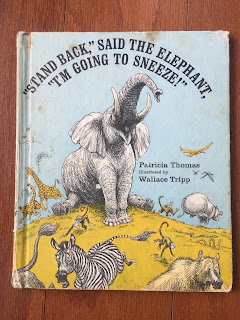 "STAND BACK," SAID THE ELEPHANT,
"I'M GOING TO SNEEZE!"
Patricia Thomas
Illustrated by
Wallace Tripp